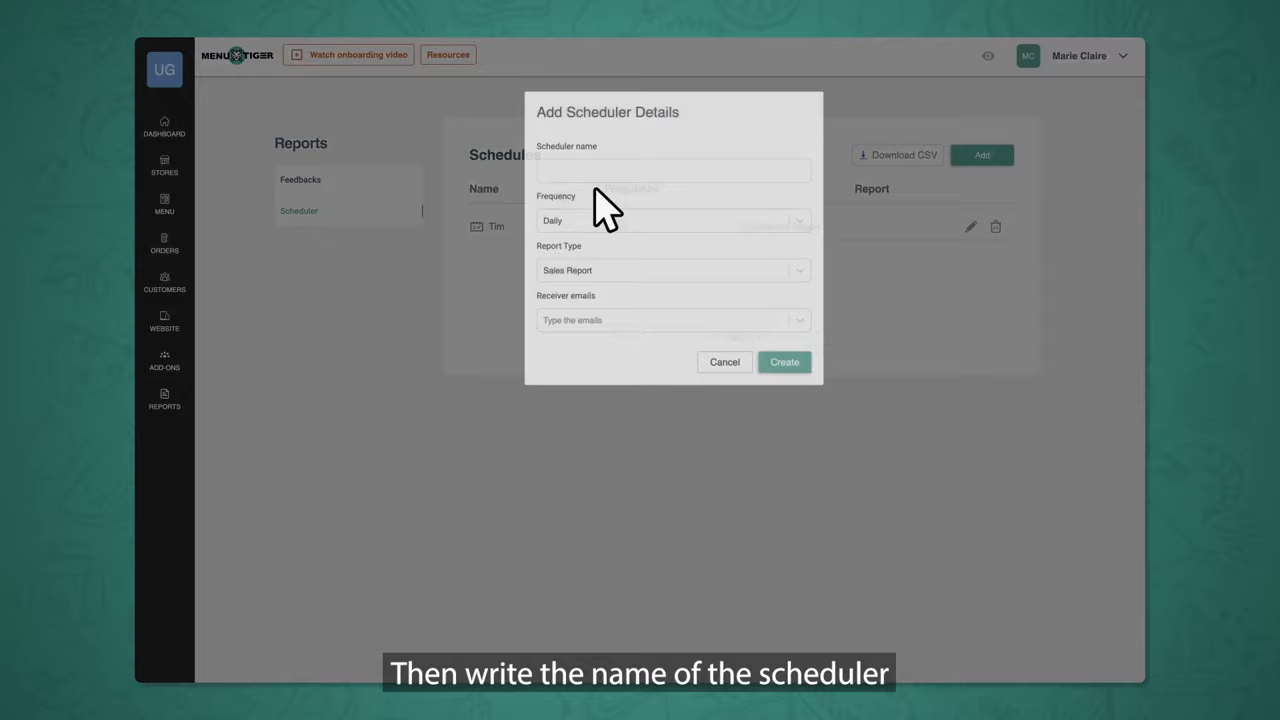 UG
MENU TIGER
Watch onboarding video
Resources
MC
Marie Claire
DASHBOARD
STORES
MENU
ORDERS
CUSTOMERS
WEBSITE
ADD-ONS
REPORTS
Reports
Feedbacks
Scheduler
Schedules
Download CSV
Add
Name
Frequency
Report
Tim
Add Scheduler Details
Scheduler name
Frequency
Daily
Report Type
Sales Report
Receiver emails
Type the emails
Cancel
Create
Then write the name of the scheduler